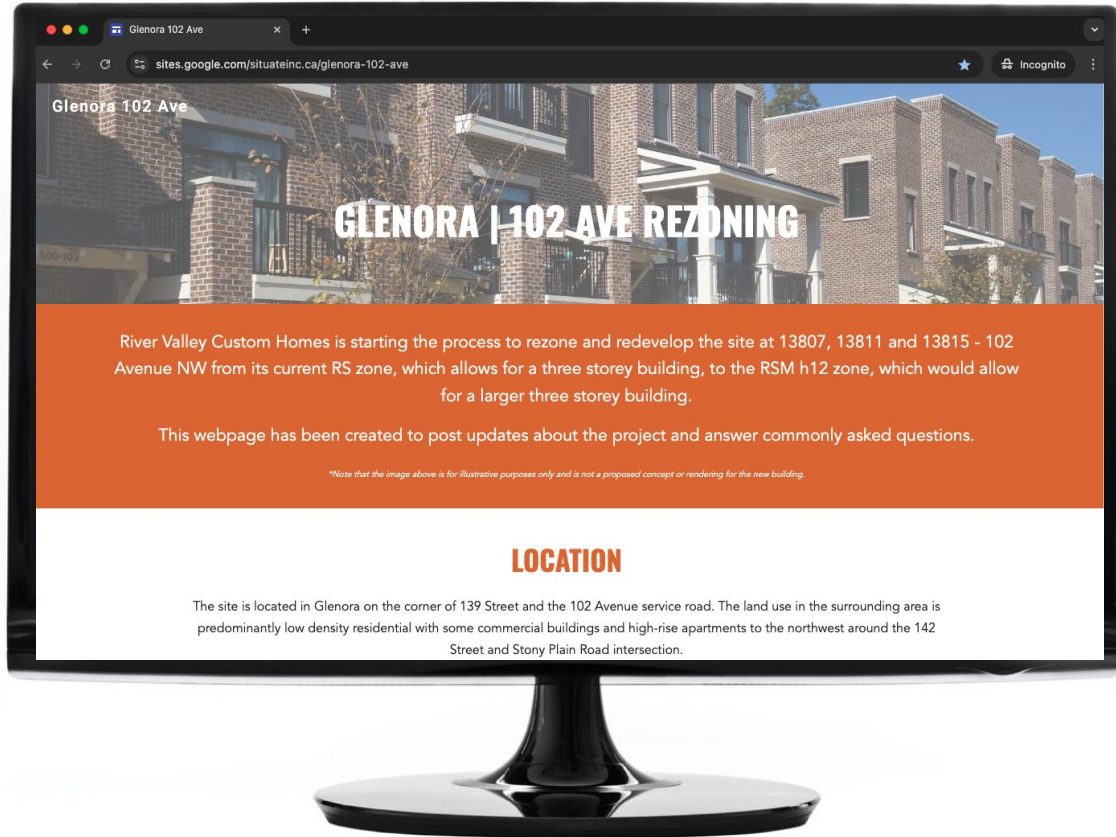 Glenora 102 Ave
sites.google.com/situateinc.ca/glenora-102-ave
Incognito
Glenora 102 Ave
500-102
GLENORA | 102 AVE REZONING
River Valley Custom Homes is starting the process to rezone and redevelop the site at 13807, 13811 and 13815 - 102
Avenue NW from its current RS zone, which allows for a three storey building, to the RSM h12 zone, which would allow
for a larger three storey building.
This webpage has been created to post updates about the project and answer commonly asked questions.
*Note that the image above is for illustrative purposes only and is not a proposed concept or rendering for the new building.
LOCATION
The site is located in Glenora on the corner of 139 Street and the 102 Avenue service road. The land use in the surrounding area is
predominantly low density residential with some commercial buildings and high-rise apartments to the northwest around the 142
Street and Stony Plain Road intersection.